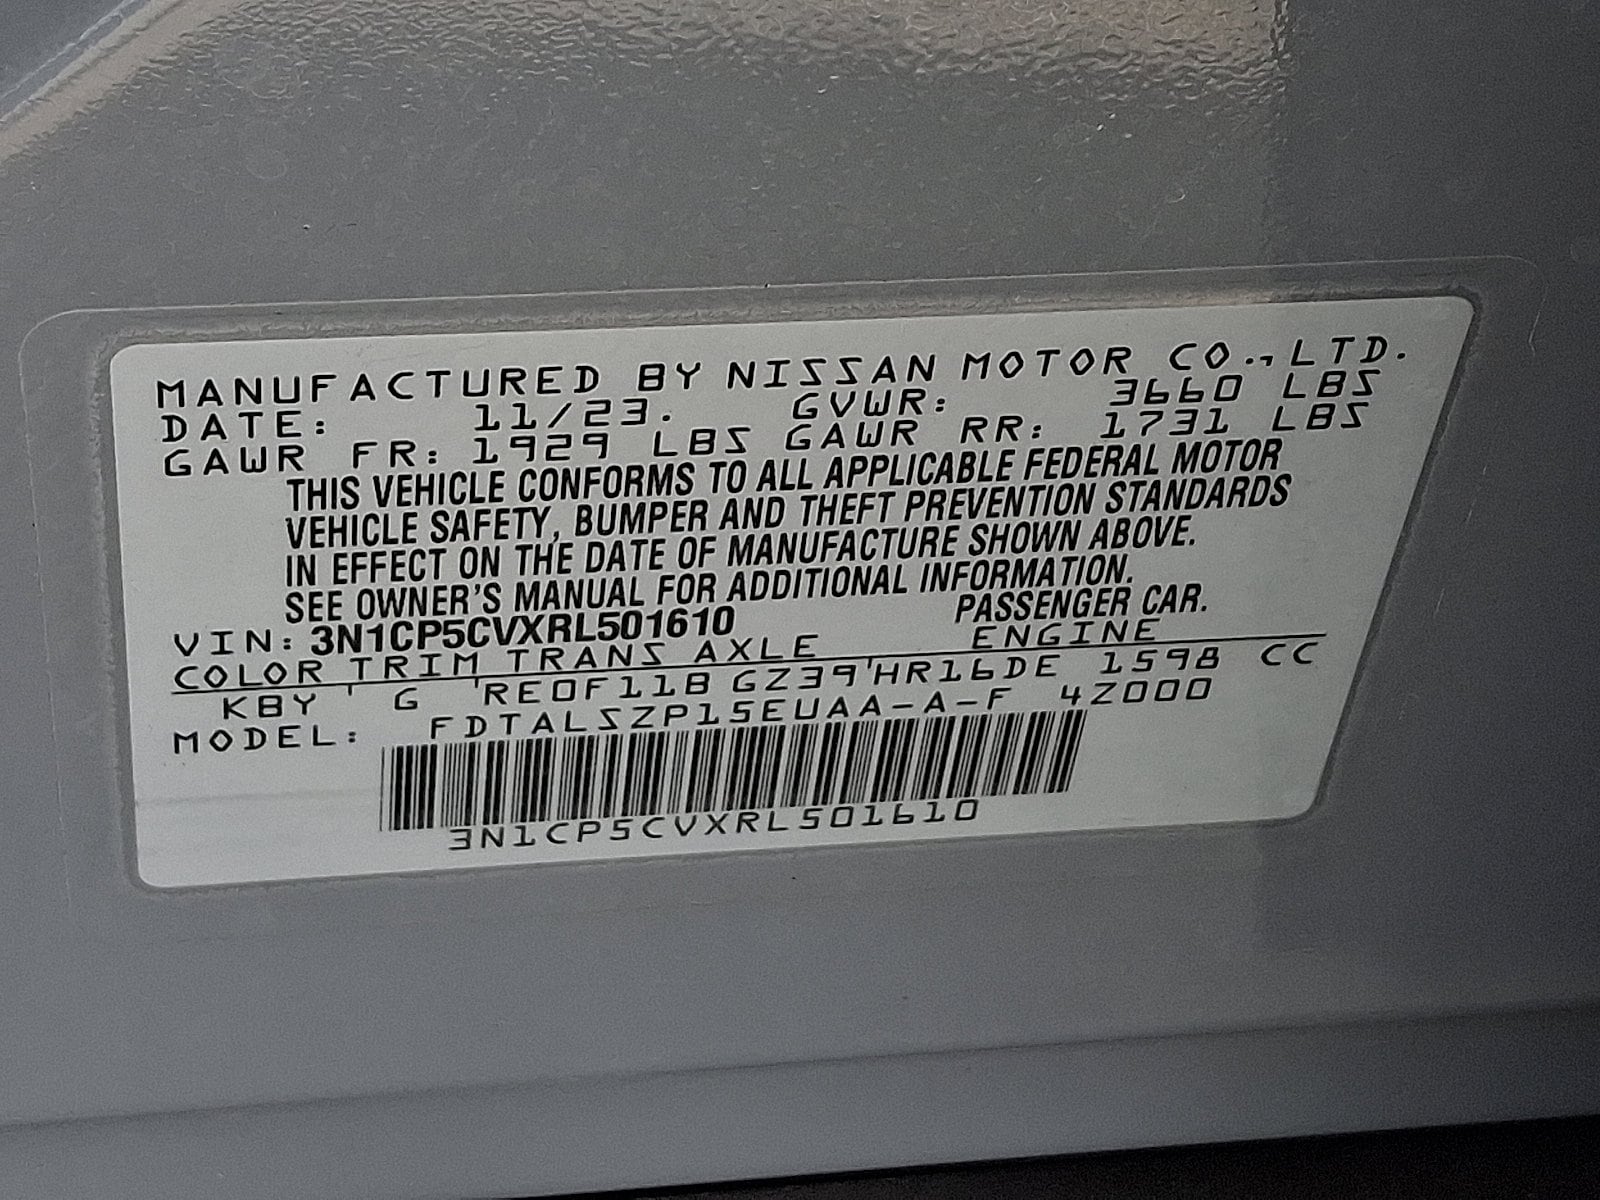 MANUFACTURED BY NISSAN MOTOR CO., LTD.
DATE: 11/23. GVWR: 3660 LBS
GAWR FR: 1929 LBS GAWR RR: 1731 LBS
THIS VEHICLE CONFORMS TO ALL APPLICABLE FEDERAL MOTOR
VEHICLE SAFETY, BUMPER AND THEFT PREVENTION STANDARDS
IN EFFECT ON THE DATE OF MANUFACTURE SHOWN ABOVE.
SEE OWNER'S MANUAL FOR ADDITIONAL INFORMATION.
VIN: 3N1CP5CVXRL501610 PASSENGER CAR.
COLOR TRIM TRANS AXLE ENGINE
KBY ' G 'RE0F11B GZ39'HR16DE 1598 CC
MODEL: FDTALSZP15EUAA-A-F 4Z000
3N1CP5CVXRL501610